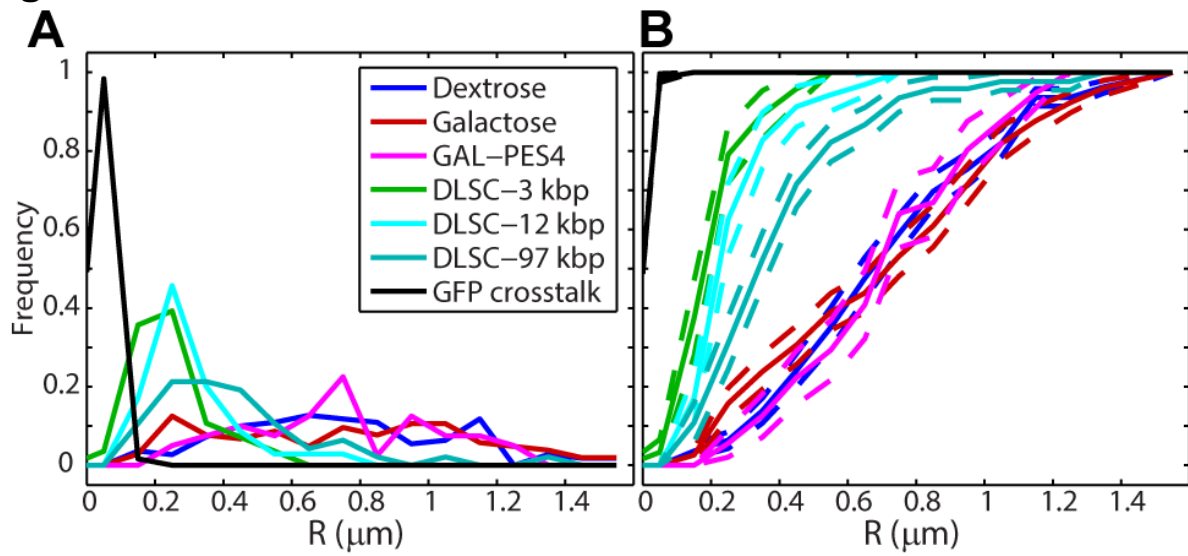 A
B
1
0.8
0.6
0.4
0.2
0
Frequency
Dextrose
Galactose
GAL–PES4
DLSC–3 kbp
DLSC–12 kbp
DLSC–97 kbp
GFP crosstalk
0 0.2 0.4 0.6 0.8 1 1.2 1.4
R (μm)
0 0.2 0.4 0.6 0.8 1 1.2 1.4
R (μm)